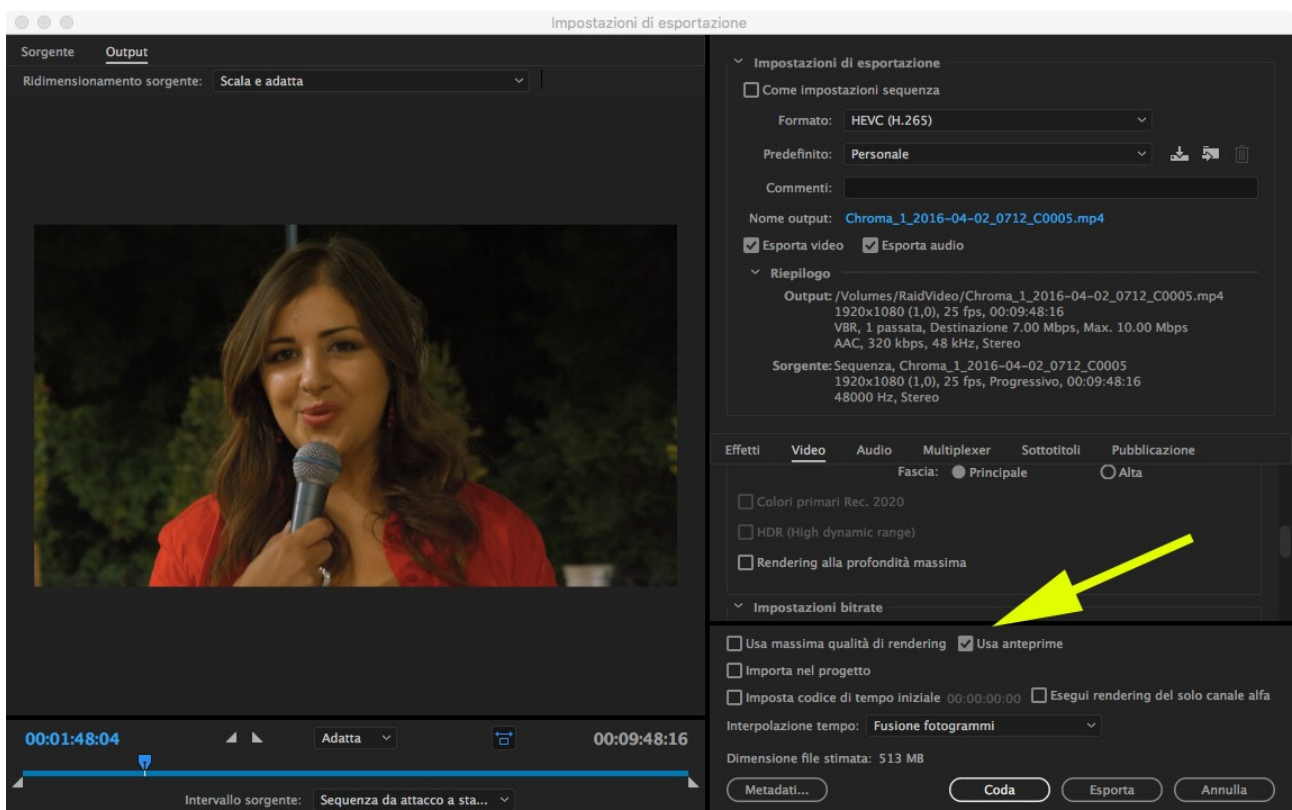 Impostazioni di esportazione
Sorgente Output
Ridimensionamento sorgente: Scala e adatta
Impostazioni di esportazione
Come impostazioni sequenza
Formato: HEVC (H.265)
Predefinito: Personale
Commenti:
Nome output: Chroma_1_2016-04-02_0712_C0005.mp4
Esporta video Esporta audio
Riepilogo
Output: /Volumes/RaidVideo/Chroma_1_2016-04-02_0712_C0005.mp4
1920x1080 (1,0), 25 fps, 00:09:48:16
VBR, 1 passata, Destinazione 7.00 Mbps, Max. 10.00 Mbps
AAC, 320 kbps, 48 kHz, Stereo
Sorgente: Sequenza, Chroma_1_2016-04-02_0712_C0005
1920x1080 (1,0), 25 fps, Progressivo, 00:09:48:16
48000 Hz, Stereo
Effetti Video Audio Multiplexer Sottotitoli Pubblicazione
Fascia: Principale Alta
Colori primari Rec. 2020
HDR (High dynamic range)
Rendering alla profondità massima
Impostazioni bitrate
Usa massima qualità di rendering Usa anteprime
Importa nel progetto
Imposta codice di tempo iniziale 00:00:00:00 Esegui rendering del solo canale alfa
Interpolazione tempo: Fusione fotogrammi
Dimensione file stimata: 513 MB
Metadati... Coda Esporta Annulla
00:01:48:04 Adatta 00:09:48:16
Intervallo sorgente: Sequenza da attacco a sta...